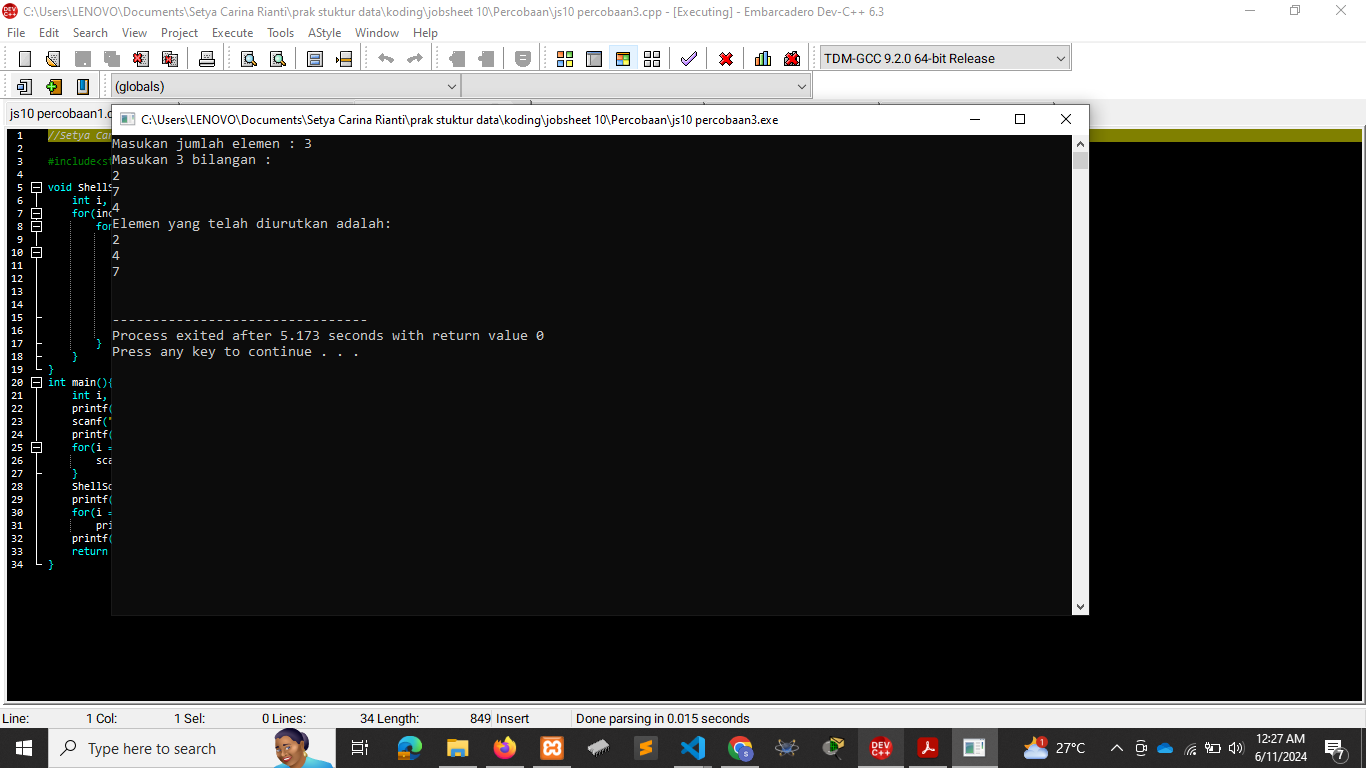 C:\Users\LENOVO\Documents\Setya Carina Rianti\prak stuktur data\koding\jobsheet 10\Percobaan\js10 percobaan3.cpp - [Executing] - Embarcadero Dev-C++ 6.3
File Edit Search View Project Execute Tools AStyle Window Help
TDM-GCC 9.2.0 64-bit Release
(globals)
js10 percobaan1.c
C:\Users\LENOVO\Documents\Setya Carina Rianti\prak stuktur data\koding\jobsheet 10\Percobaan\js10 percobaan3.exe
Masukan jumlah elemen : 3
Masukan 3 bilangan :
2
7
4
Elemen yang telah diurutkan adalah:
2
4
7
--------------------------------
Process exited after 5.173 seconds with return value 0
Press any key to continue . . .
1 //Setya Car
2
3 #include<st
4
5 void ShellS
6 int i,
7 for(inc
8 for
9
10
11
12
13
14
15
16
17 }
18 }
19 }
20 int main(){
21 int i,
22 printf(
23 scanf("
24 printf(
25 for(i =
26 sca
27 }
28 ShellSo
29 printf(
30 for(i =
31 pri
32 printf(
33 return
34 }
Line: 1 Col: 1 Sel: 0 Lines: 34 Length: 849 Insert Done parsing in 0.015 seconds
Type here to search
DEV C++
1
27°C
12:27 AM
6/11/2024
7